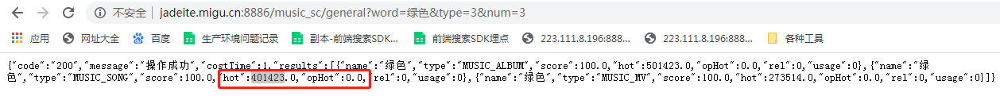 不安全 | jadeite.migu.cn:8886/music_sc/general?word=绿色&type=3&num=3
应用 网址大全 百度 生产环境问题记录 副本-前端搜索SDK... 前端搜索SDK埋点 223.111.8.196:888... 223.111.8.196:888... 各种工具
{"code":"200","message":"操作成功","costTime":1,"results":[{"name":"绿色","type":"MUSIC_ALBUM","score":100.0,"hot":501423.0,"opHot":0.0,"rel":0,"usage":0},{"name":"绿
色","type":"MUSIC_SONG","score":100.0,"hot":401423.0,"opHot":0.0,"rel":0,"usage":0},{"name":"绿色","type":"MUSIC_MV","score":100.0,"hot":273514.0,"opHot":0.0,"rel":0,"usage":0}]}